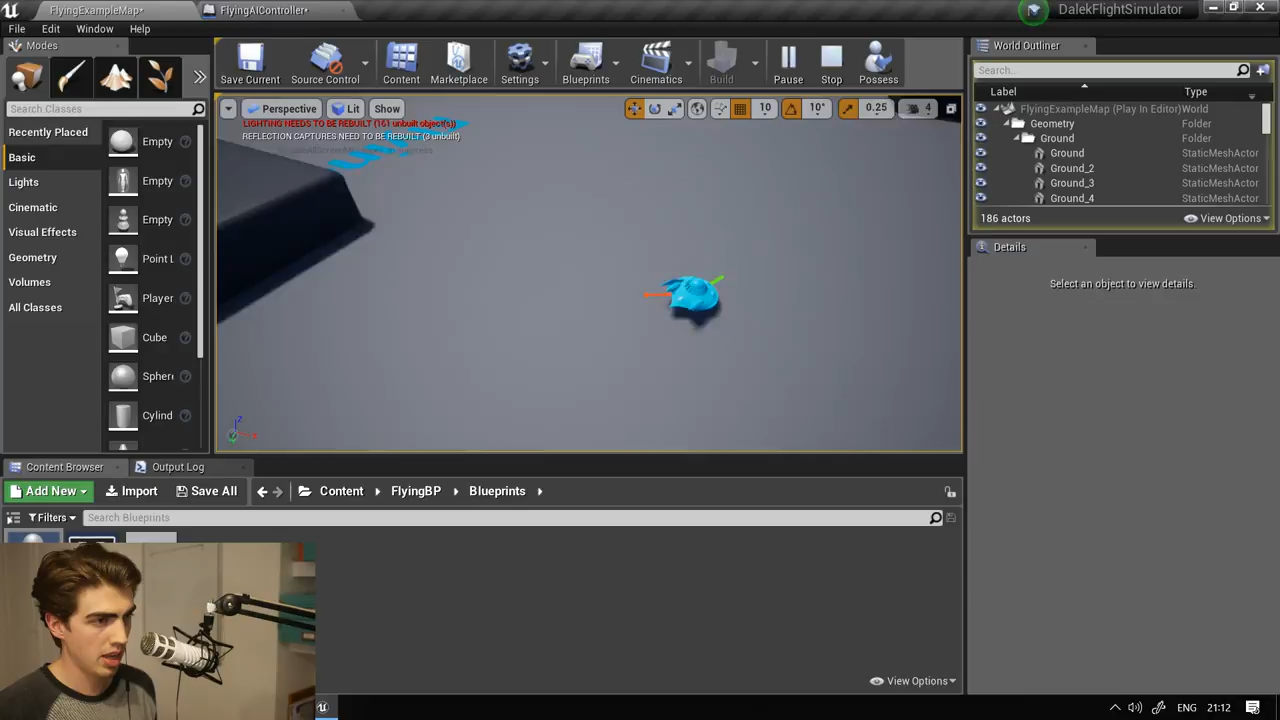 FlyingExampleMap*
FlyingAIController*
DalekFlightSimulator
File Edit Window Help
Modes
World Outliner
Save Current
Source Control
Content
Marketplace
Settings
Blueprints
Cinematics
Build
Pause
Stop
Possess
Search Classes
Search...
Perspective
Lit
Show
10
10°
0.25
4
Label
Type
LIGHTING NEEDS TO BE REBUILT (161 unbuilt object(s))
REFLECTION CAPTURES NEED TO BE REBUILT (3 unbuilt)
FlyingExampleMap (Play In Editor)
World
Geometry
Folder
Ground
Folder
Ground
StaticMeshActor
Ground_2
StaticMeshActor
Ground_3
StaticMeshActor
Ground_4
StaticMeshActor
186 actors
View Options
Recently Placed
Basic
Lights
Cinematic
Visual Effects
Geometry
Volumes
All Classes
Empty
Empty
Empty
Point L
Player
Cube
Spher
Cylind
Details
Select an object to view details.
Z
Content Browser
Output Log
Add New
Import
Save All
Content
FlyingBP
Blueprints
Filters
Search Blueprints
View Options
21:12